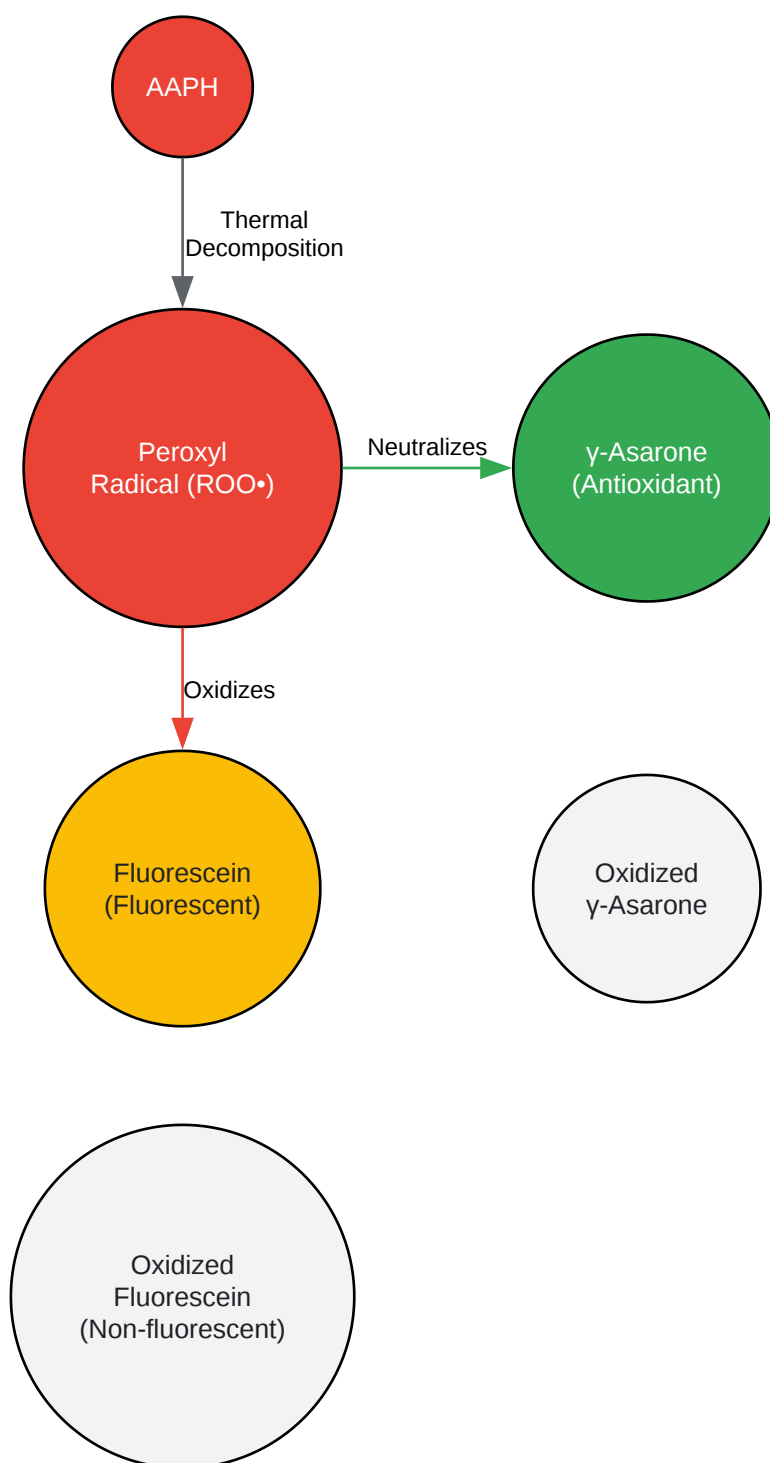 AAPH
Thermal
Decomposition
Peroxyl
Radical (ROO•)
Neutralizes
γ-Asarone
(Antioxidant)
Oxidizes
Fluorescein
(Fluorescent)
Oxidized
γ-Asarone
Oxidized
Fluorescein
(Non-fluorescent)